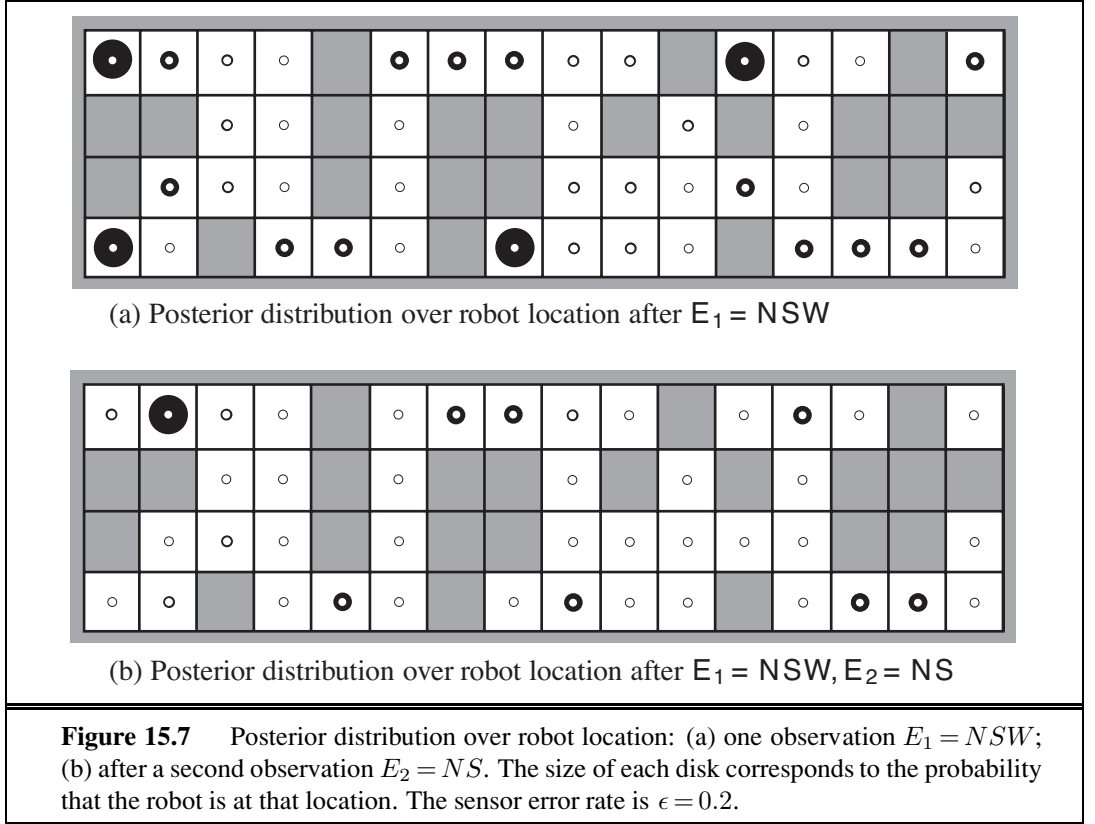 (a) Posterior distribution over robot location after E₁ = NSW
(b) Posterior distribution over robot location after E₁ = NSW, E₂ = NS
Figure 15.7 Posterior distribution over robot location: (a) one observation E₁ = NSW;
(b) after a second observation E₂ = NS. The size of each disk corresponds to the probability
that the robot is at that location. The sensor error rate is ϵ = 0.2.